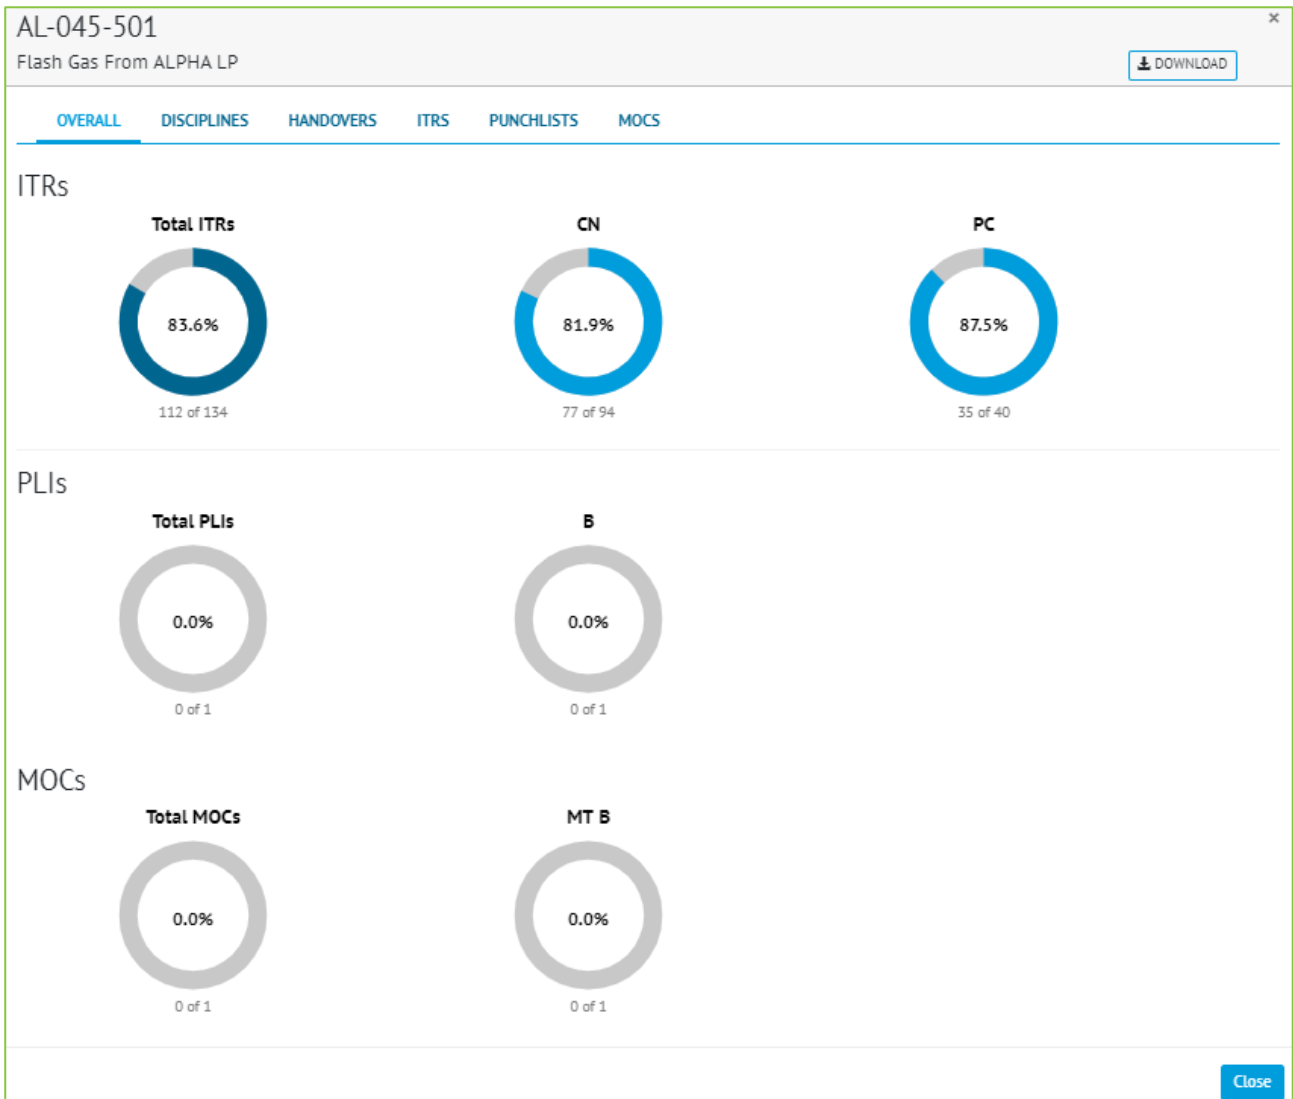 AL-045-501
×
Flash Gas From ALPHA LP
DOWNLOAD
OVERALL DISCIPLINES HANDOVERS ITRS PUNCHLISTS MOCS
ITRs
Total ITRs CN PC
83.6% 81.9% 87.5%
112 of 134 77 of 94 35 of 40
PLIs
Total PLIs B
0.0% 0.0%
0 of 1 0 of 1
MOCs
Total MOCs MT B
0.0% 0.0%
0 of 1 0 of 1
Close